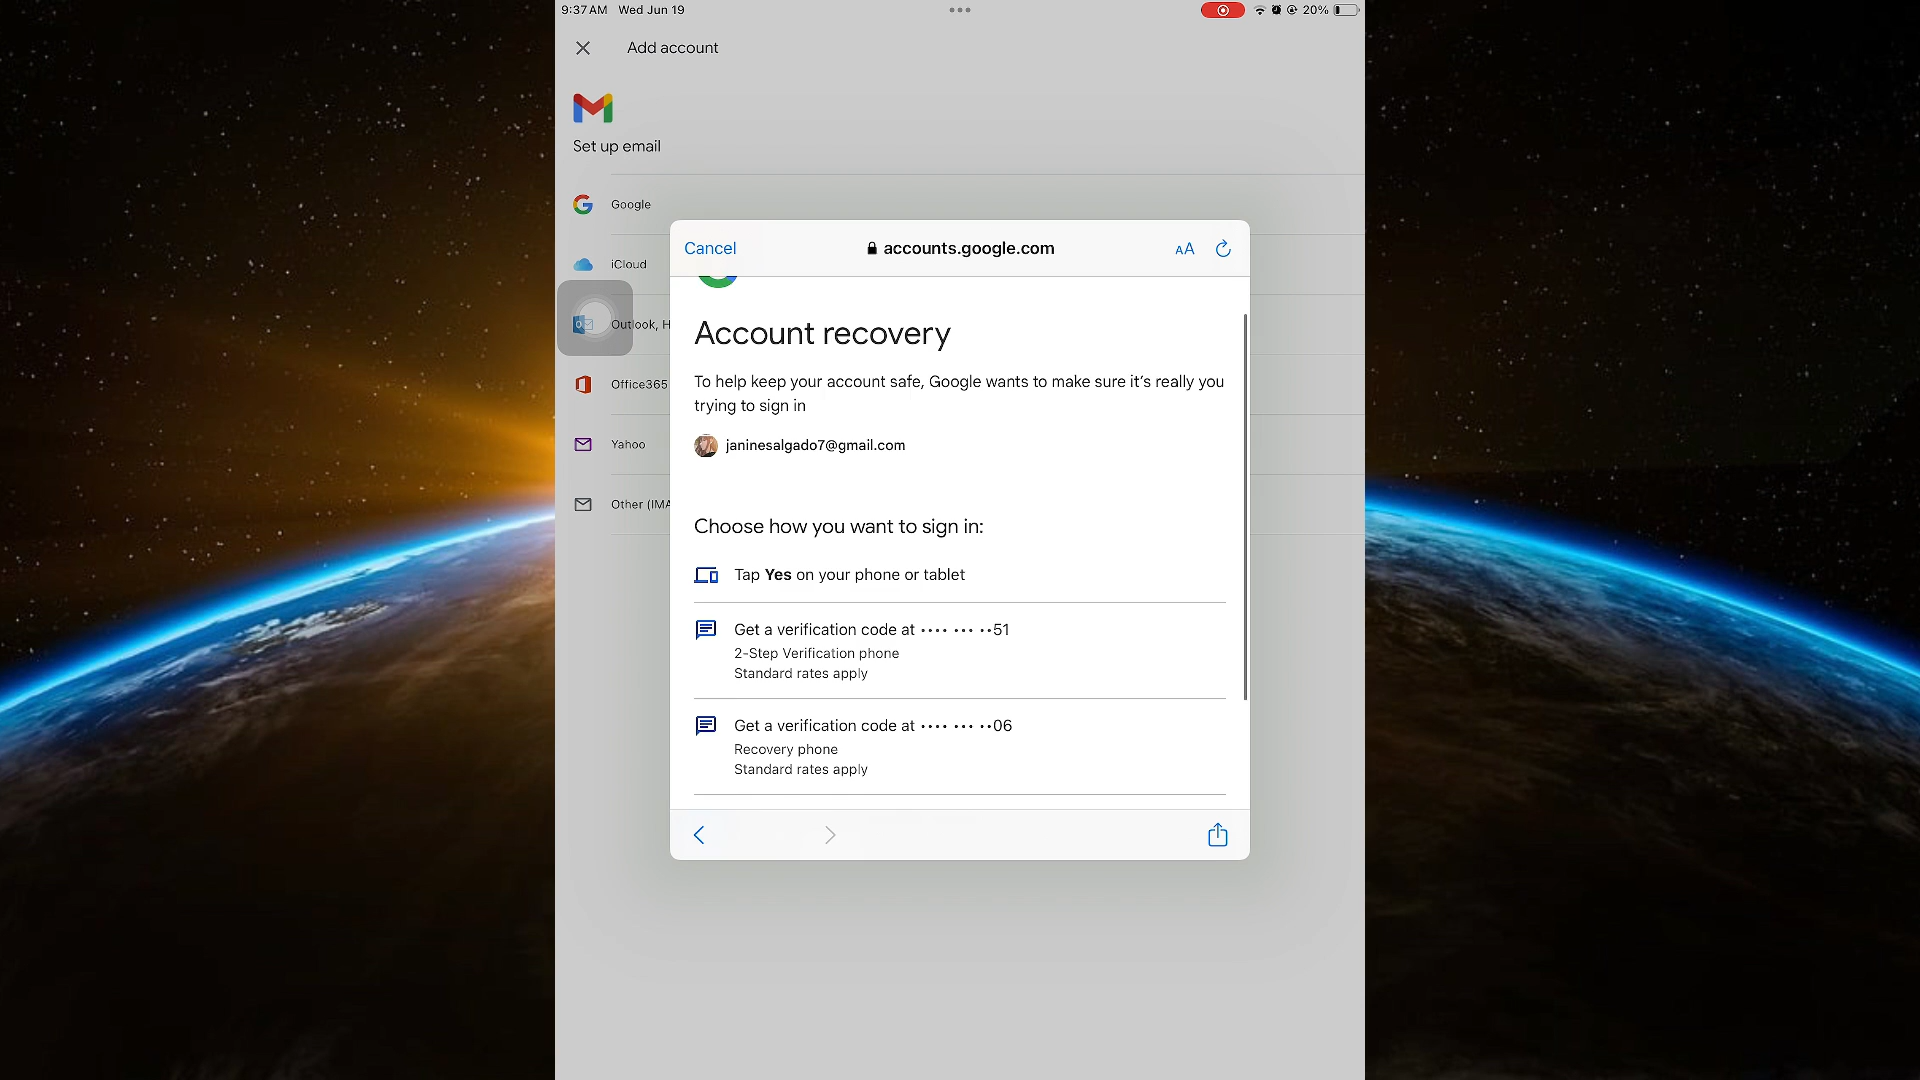 9:37 AM Wed Jun 19
20%
Add account
Set up email
Google
iCloud
Outlook, H
Office365
Yahoo
Other (IMA
Cancel
accounts.google.com
AA
Account recovery
To help keep your account safe, Google wants to make sure it's really you
trying to sign in
janinesalgado7@gmail.com
Choose how you want to sign in:
Tap Yes on your phone or tablet
Get a verification code at •••• ••• ••51
2-Step Verification phone
Standard rates apply
Get a verification code at •••• ••• ••06
Recovery phone
Standard rates apply